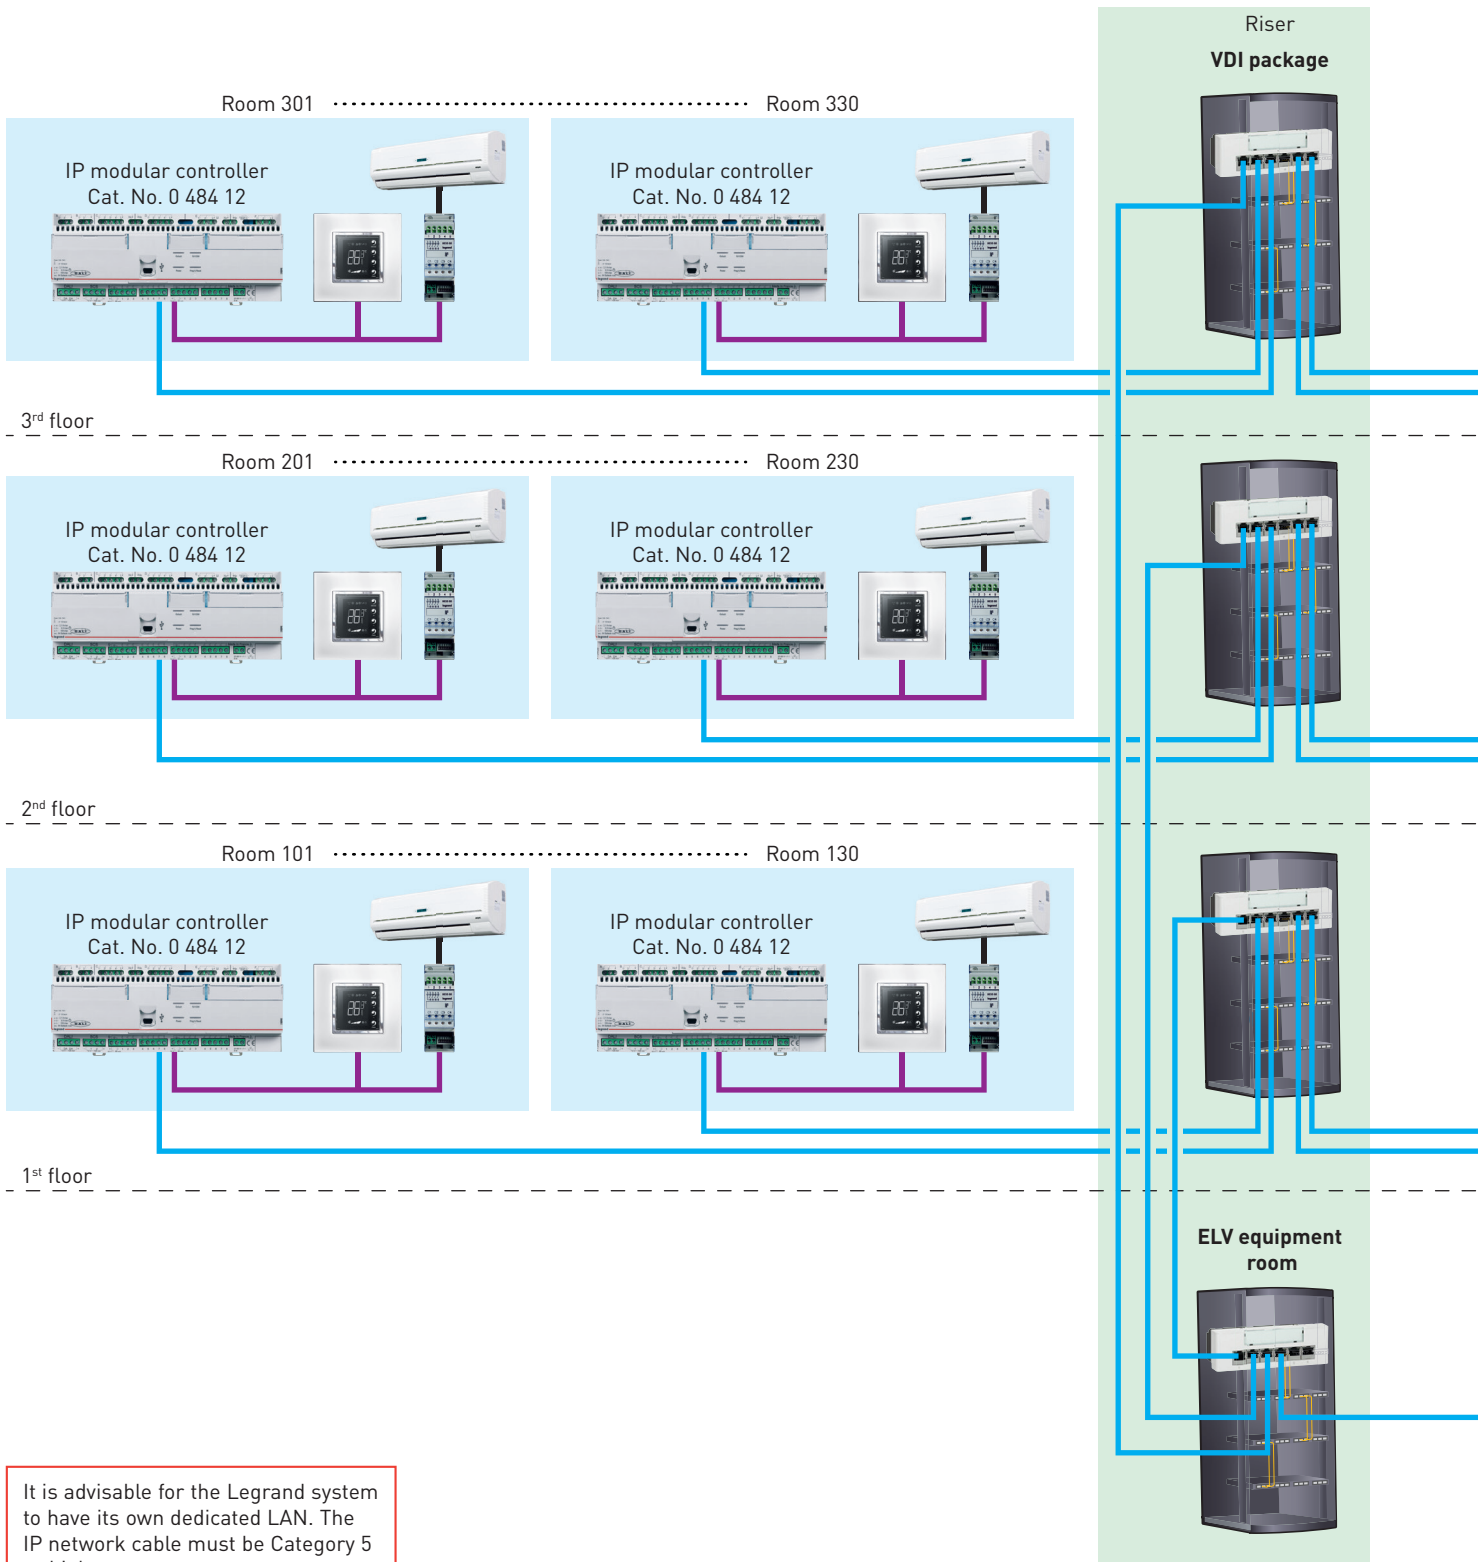 Riser
VDI package
Room 301 Room 330
IP modular controller
Cat. No. 0 484 12
IP modular controller
Cat. No. 0 484 12
3rd floor
Room 201 Room 230
IP modular controller
Cat. No. 0 484 12
IP modular controller
Cat. No. 0 484 12
2nd floor
Room 101 Room 130
IP modular controller
Cat. No. 0 484 12
IP modular controller
Cat. No. 0 484 12
1st floor
ELV equipment
room
It is advisable for the Legrand system
to have its own dedicated LAN. The
IP network cable must be Category 5